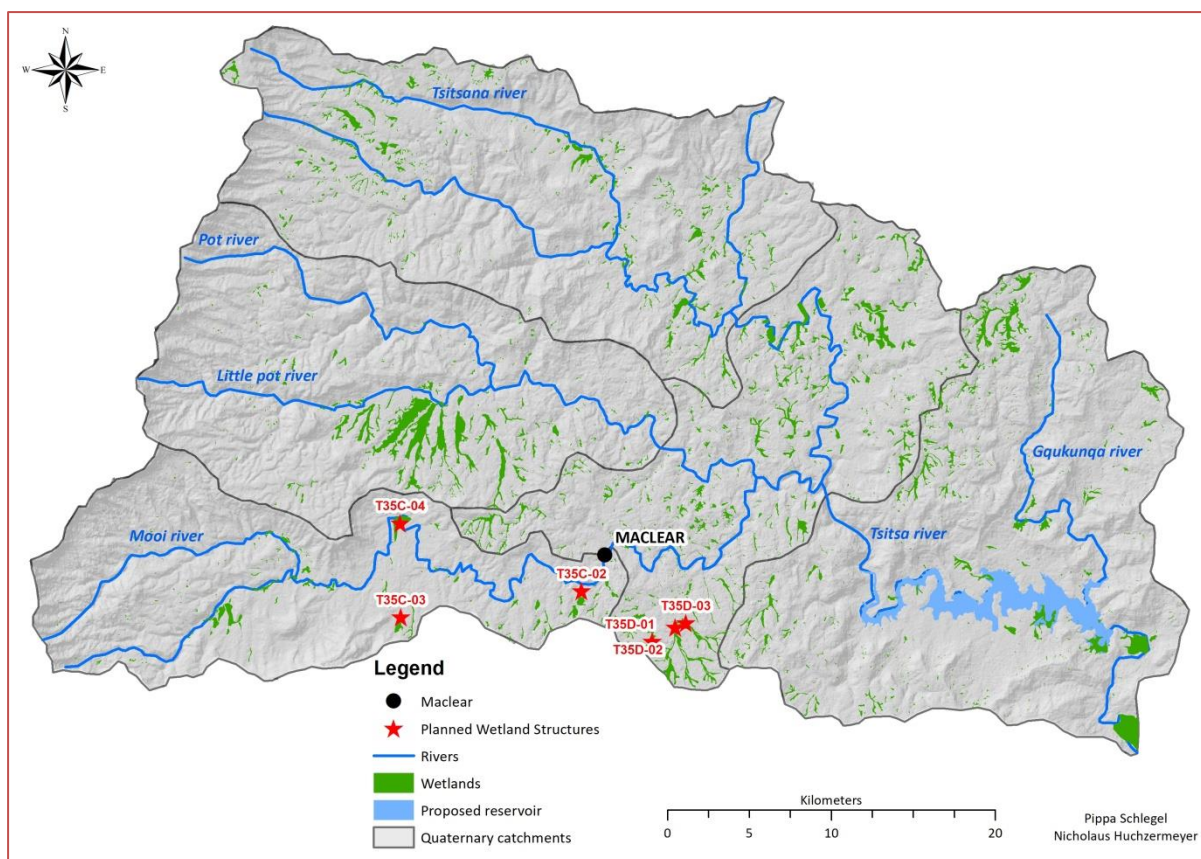 N
W
E
S
Tsitsana river
Pot river
Little pot river
Gqukunqa river
T35C-04
Mooi river
MACLEAR
Tsitsa river
T35C-02
T35C-03
T35D-03
T35D-01
T35D-02
Legend
Maclear
Planned Wetland Structures
Rivers
Wetlands
Proposed reservoir
Quaternary catchments
Kilometers
0 5 10 20
Pippa Schlegel
Nicholaus Huchzermeyer